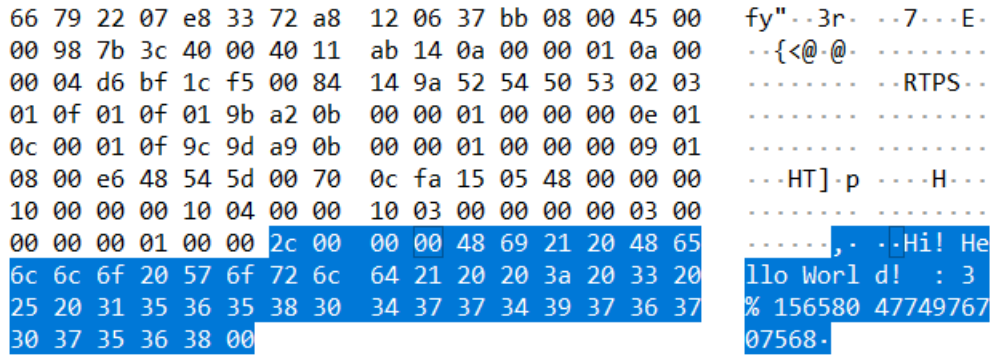 66 79 22 07 e8 33 72 a8 12 06 37 bb 08 00 45 00 fy"··3r· ··7···E·
00 98 7b 3c 40 00 40 11 ab 14 0a 00 00 01 0a 00 ··{<@·@· ········
00 04 d6 bf 1c f5 00 84 14 9a 52 54 50 53 02 03 ········ ··RTPS··
01 0f 01 0f 01 9b a2 0b 00 00 01 00 00 00 0e 01 ········ ········
0c 00 01 0f 9c 9d a9 0b 00 00 01 00 00 00 09 01 ········ ········
08 00 e6 48 54 5d 00 70 0c fa 15 05 48 00 00 00 ···HT]·p ····H···
10 00 00 00 10 04 00 00 10 03 00 00 00 00 03 00 ········ ········
00 00 00 01 00 00 2c 00 00 00 48 69 21 20 48 65 ······,· ··Hi! He
6c 6c 6f 20 57 6f 72 6c 64 21 20 20 3a 20 33 20 llo Worl d!  : 3
25 20 31 35 36 35 38 30 34 37 37 34 39 37 36 37 % 156580 47749767
30 37 35 36 38 00 07568·